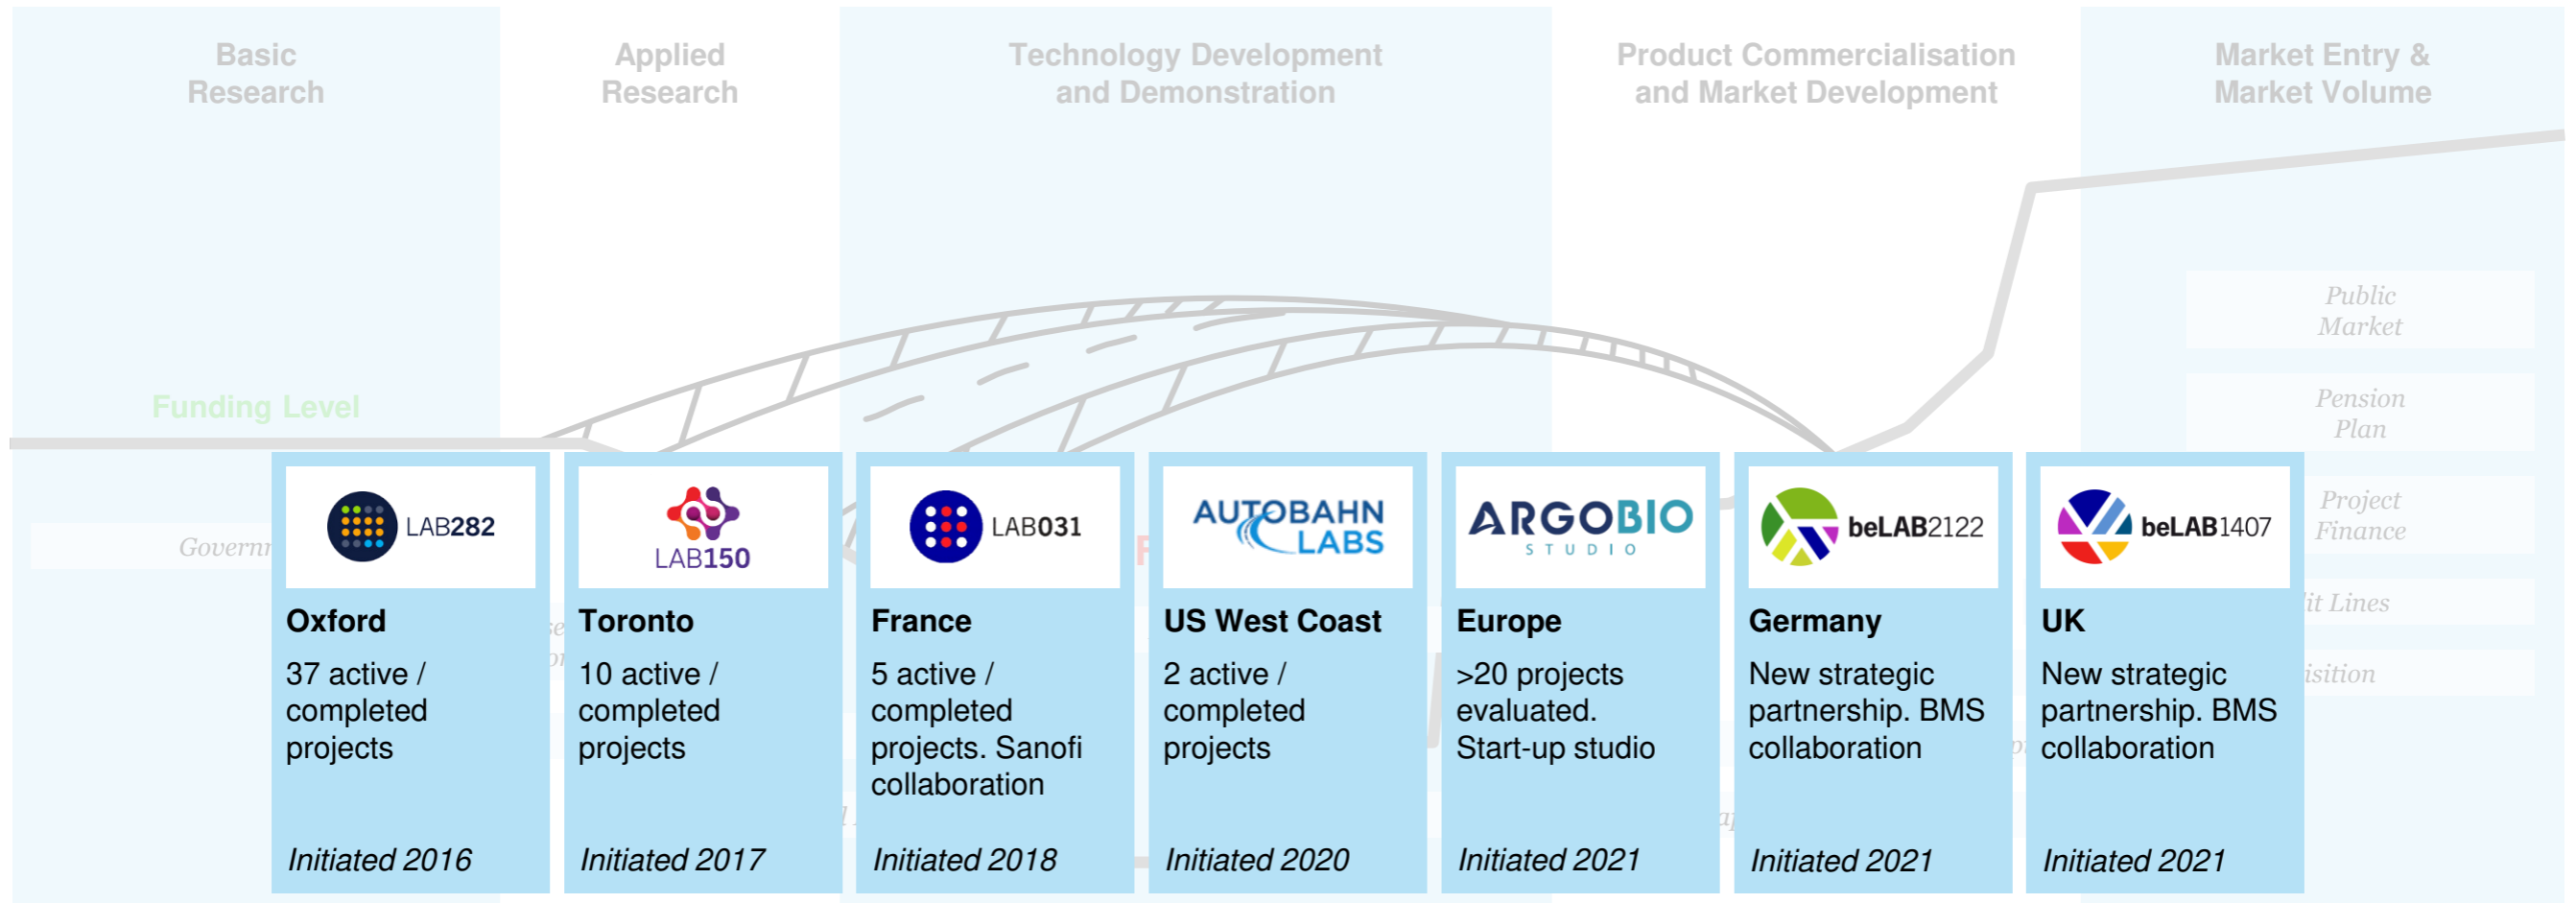 Basic
Research
Applied
Research
Technology Development
and Demonstration
Product Commercialisation
and Market Development
Market Entry &
Market Volume
Funding Level
Public
Market
Pension
Plan
Project
Finance
LAB282
Oxford
37 active /
completed
projects
Initiated 2016
LAB150
Toronto
10 active /
completed
projects
Initiated 2017
LAB031
France
5 active /
completed
projects. Sanofi
collaboration
Initiated 2018
AUTOBAHN
LABS
US West Coast
2 active /
completed
projects
Initiated 2020
ARGOBIO
STUDIO
Europe
>20 projects
evaluated.
Start-up studio
Initiated 2021
beLAB2122
Germany
New strategic
partnership. BMS
collaboration
Initiated 2021
beLAB1407
UK
New strategic
partnership. BMS
collaboration
Initiated 2021
Lines